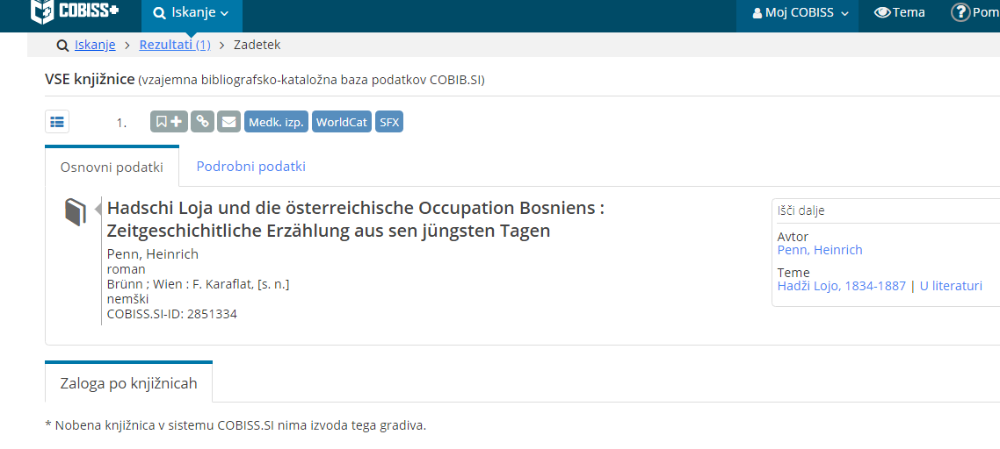 COBISS+ Iskanje Moj COBISS Tema ? Pom
Iskanje > Rezultati (1) > Zadetek
VSE knjižnice (vzajemna bibliografsko-kataložna baza podatkov COBIB.SI)
1. Medk. izp. WorldCat SFX
Osnovni podatki Podrobni podatki
Hadschi Loja und die österreichische Occupation Bosniens :
Zeitgeschichitliche Erzählung aus sen jüngsten Tagen
Penn, Heinrich
roman
Brünn ; Wien : F. Karaflat, [s. n.]
nemški
COBISS.SI-ID: 2851334
Išči dalje
Avtor
Penn, Heinrich
Teme
Hadži Lojo, 1834-1887 | U literaturi
Zaloga po knjižnicah
* Nobena knjižnica v sistemu COBISS.SI nima izvoda tega gradiva.